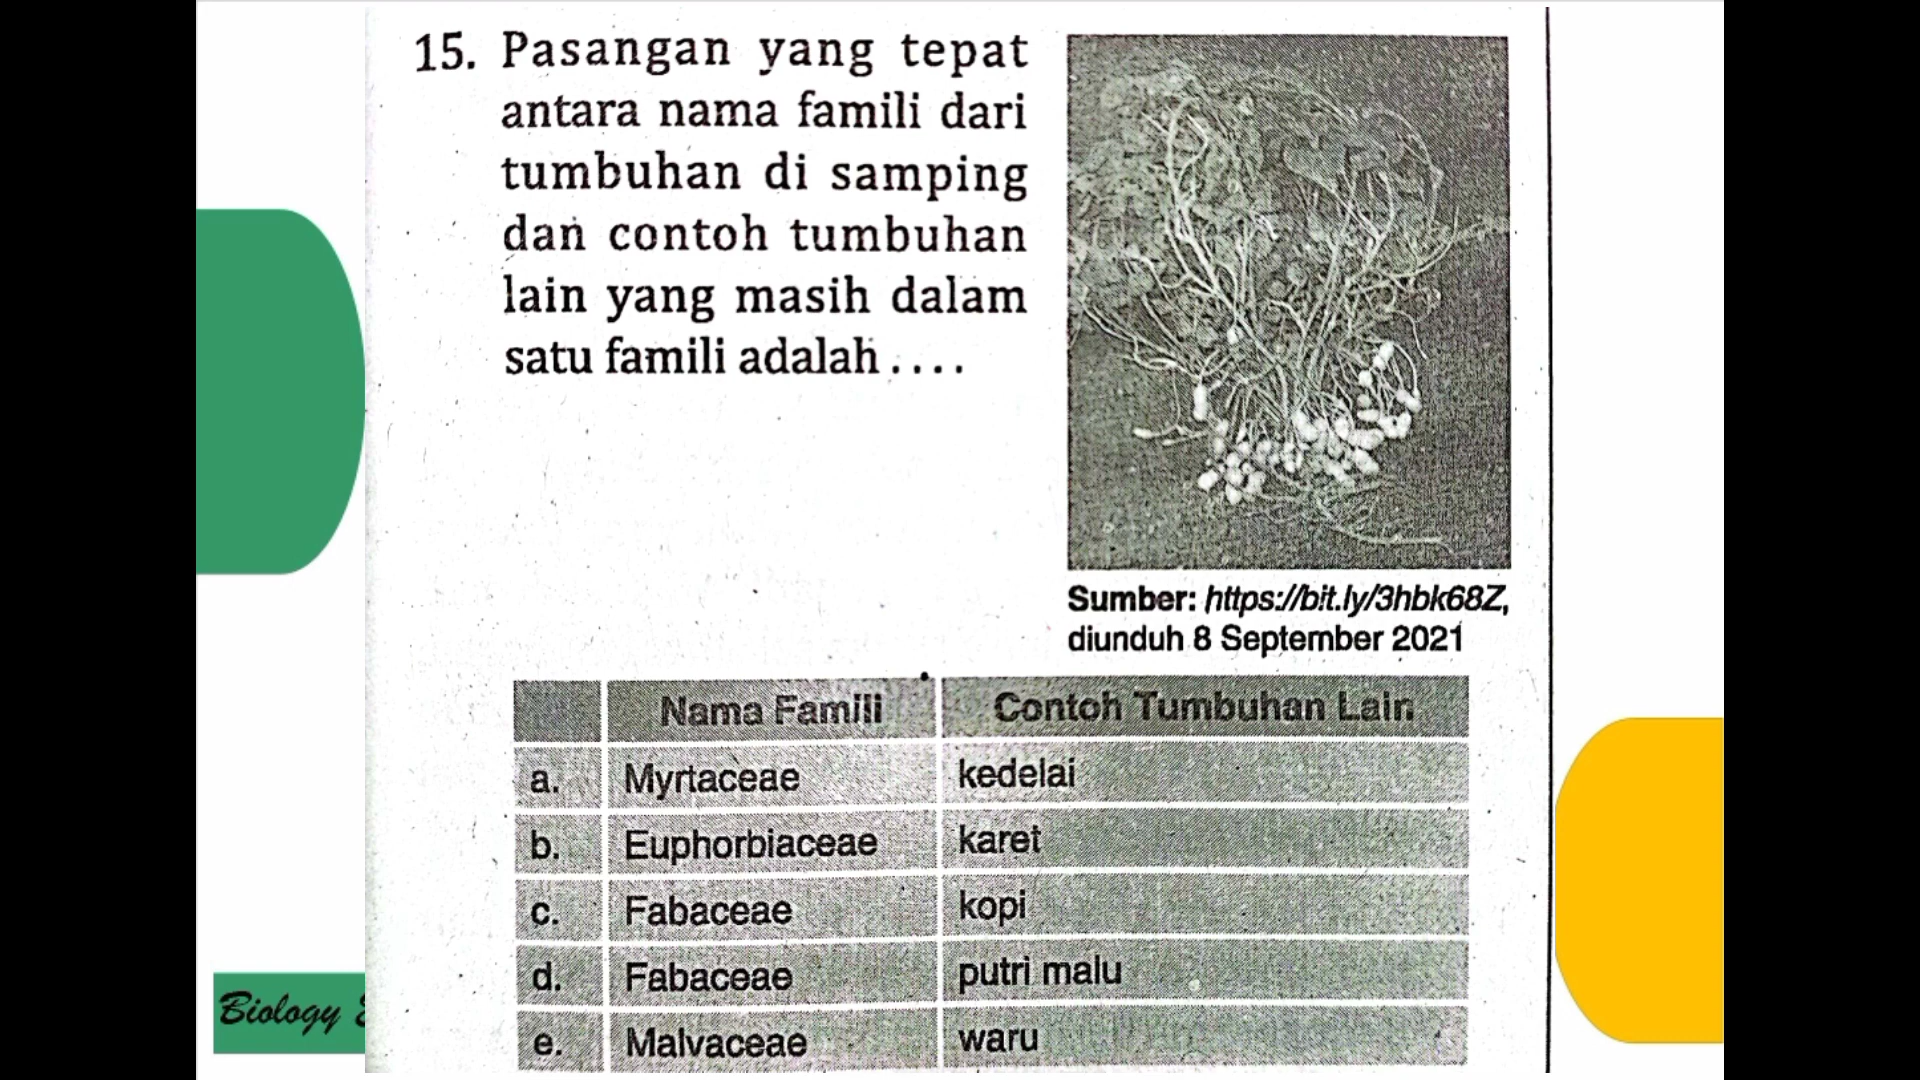 15. Pasangan yang tepat
antara nama famili dari
tumbuhan di samping
dan contoh tumbuhan
lain yang masih dalam
satu famili adalah . . . .
Sumber: https://bit.ly/3hbk68Z,
diunduh 8 September 2021
Nama Famili Contoh Tumbuhan Lain
a. Myrtaceae kedelai
b. Euphorbiaceae karet
c. Fabaceae kopi
d. Fabaceae putri malu
e. Malvaceae waru
Biology